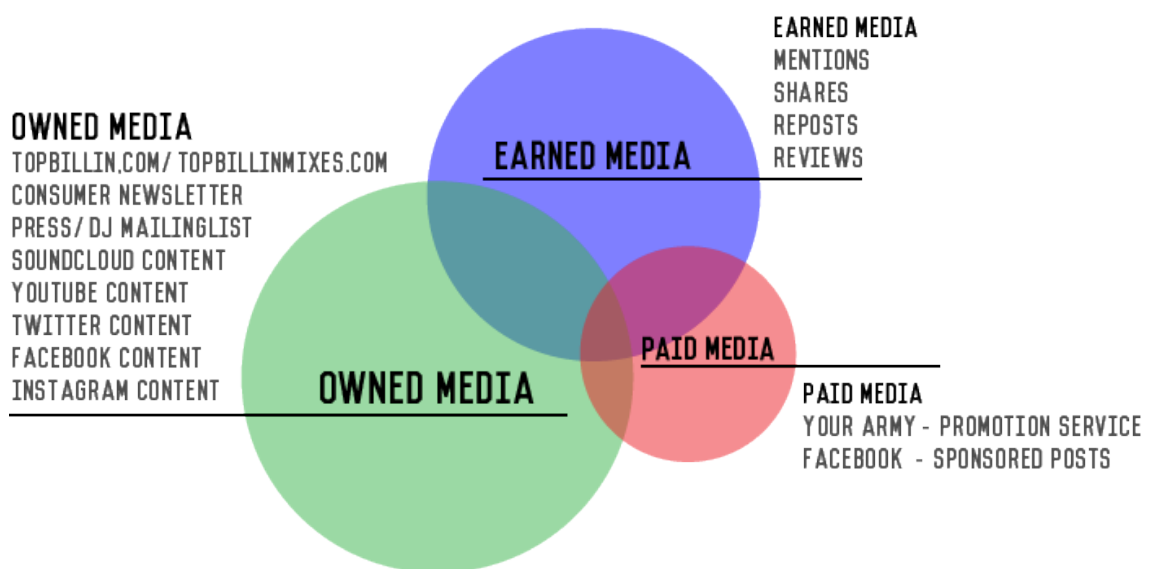 OWNED MEDIA
TOPBILLIN.COM/ TOPBILLINMIXES.COM
CONSUMER NEWSLETTER
PRESS/ DJ MAILINGLIST
SOUNDCLOUD CONTENT
YOUTUBE CONTENT
TWITTER CONTENT
FACEBOOK CONTENT
INSTAGRAM CONTENT
EARNED MEDIA
EARNED MEDIA
MENTIONS
SHARES
REPOSTS
REVIEWS
OWNED MEDIA
PAID MEDIA
PAID MEDIA
YOUR ARMY - PROMOTION SERVICE
FACEBOOK - SPONSORED POSTS